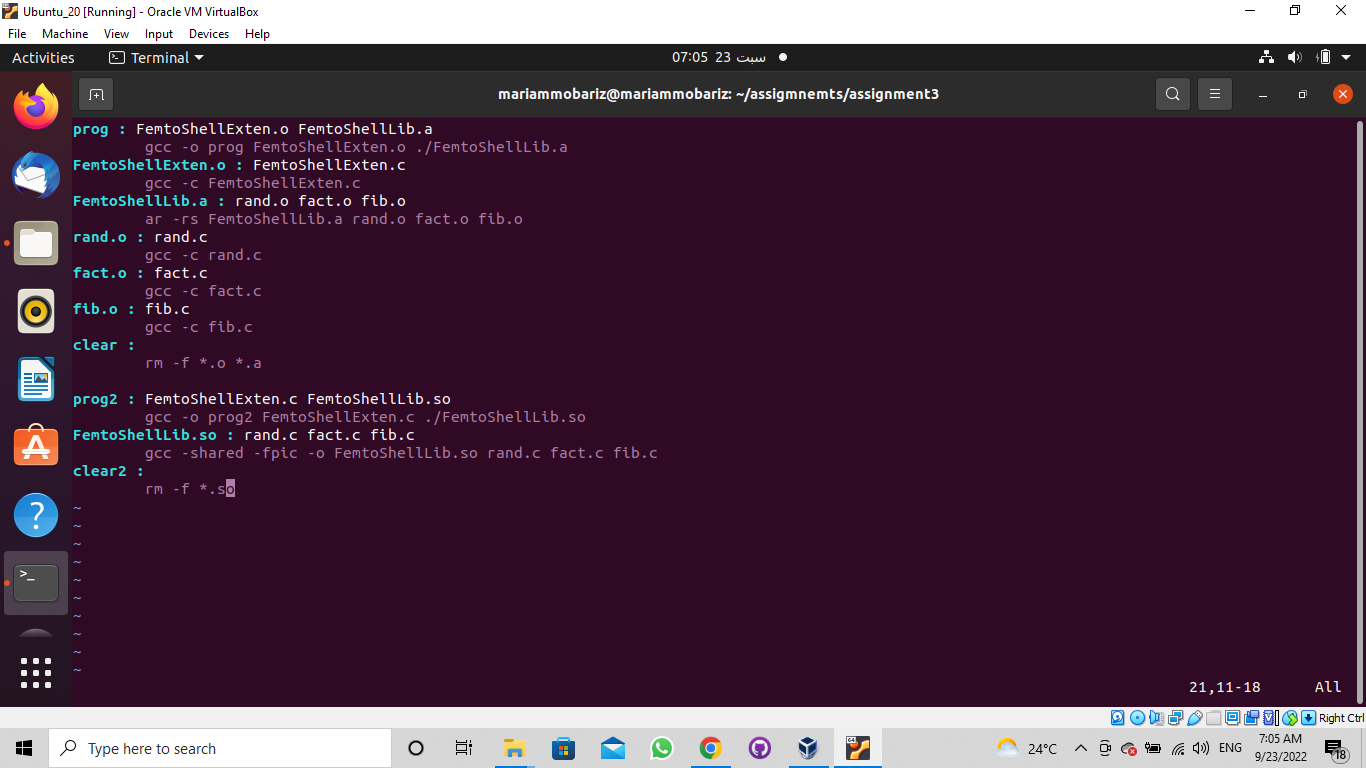 Ubuntu_20 [Running] - Oracle VM VirtualBox
File Machine View Input Devices Help
Activities Terminal 07:05 23 سبت
mariammobariz@mariammobariz: ~/assigmnemts/assignment3
prog : FemtoShellExten.o FemtoShellLib.a
gcc -o prog FemtoShellExten.o ./FemtoShellLib.a
FemtoShellExten.o : FemtoShellExten.c
gcc -c FemtoShellExten.c
FemtoShellLib.a : rand.o fact.o fib.o
ar -rs FemtoShellLib.a rand.o fact.o fib.o
rand.o : rand.c
gcc -c rand.c
fact.o : fact.c
gcc -c fact.c
fib.o : fib.c
gcc -c fib.c
clear :
rm -f *.o *.a
prog2 : FemtoShellExten.c FemtoShellLib.so
gcc -o prog2 FemtoShellExten.c ./FemtoShellLib.so
FemtoShellLib.so : rand.c fact.c fib.c
gcc -shared -fpic -o FemtoShellLib.so rand.c fact.c fib.c
clear2 :
rm -f *.so
~
~
~
~
~
~
~
~
~
~
21,11-18 All
Right Ctrl
Type here to search
24°C ENG
7:05 AM
9/23/2022
18